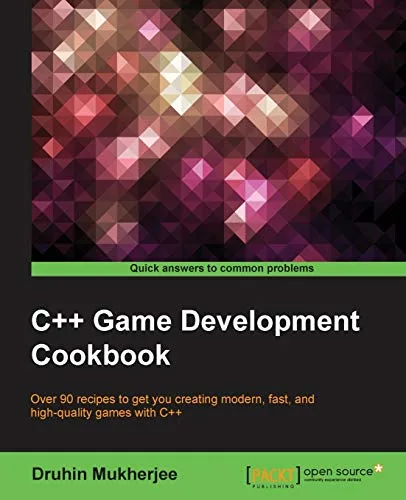 Quick answers to common problems
C++ Game Development
Cookbook
Over 90 recipes to get you creating modern, fast, and
high-quality games with C++
Druhin Mukherjee
[PACKT] open source*
PUBLISHING community experience distilled